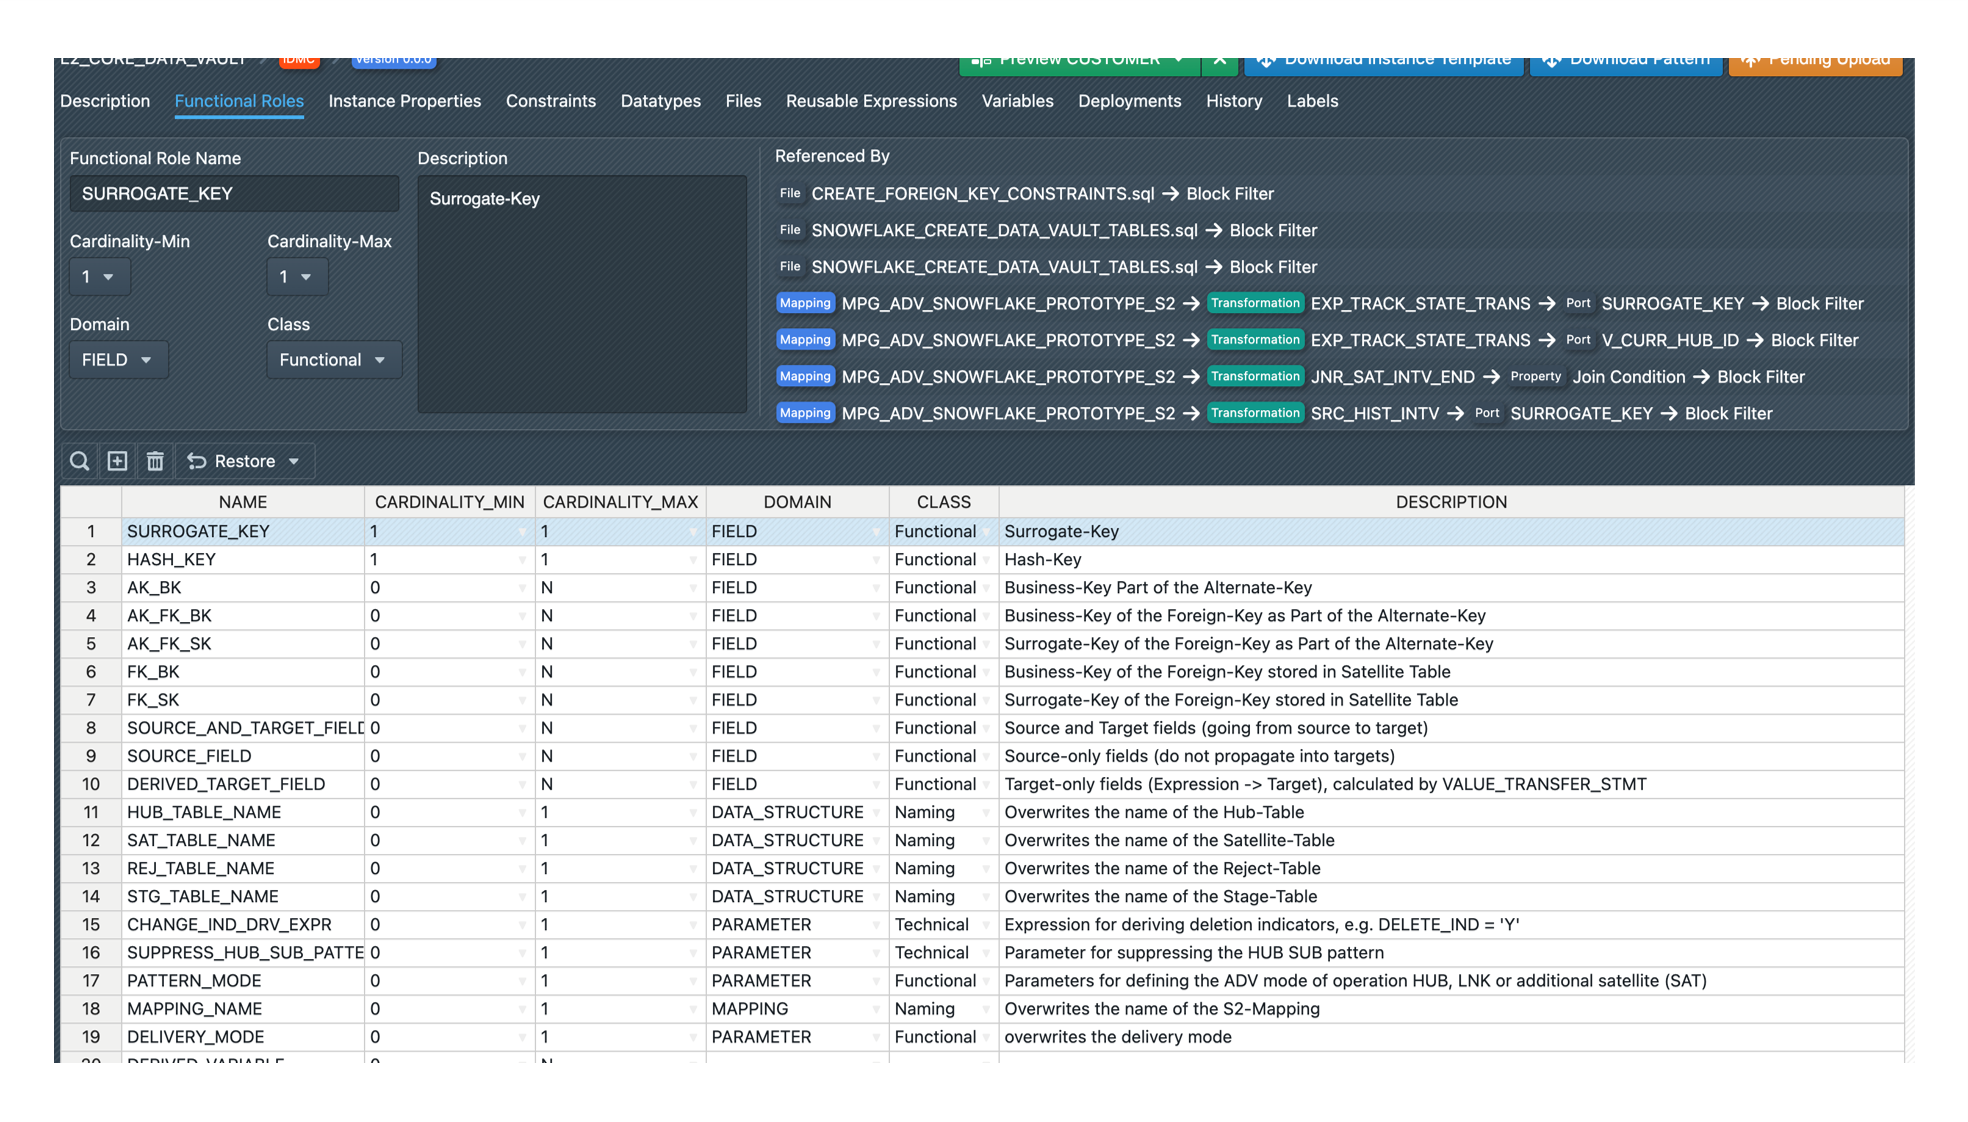 E2_CORE_DATA_VAULT / IDMC / Version 0.0.0 Preview CUSTOMER Download Instance Template Download Pattern Pending Upload
Description Functional Roles Instance Properties Constraints Datatypes Files Reusable Expressions Variables Deployments History Labels
Functional Role Name
SURROGATE_KEY
Cardinality-Min Cardinality-Max
1 1
Domain Class
FIELD Functional
Description
Surrogate-Key
Referenced By
File CREATE_FOREIGN_KEY_CONSTRAINTS.sql → Block Filter
File SNOWFLAKE_CREATE_DATA_VAULT_TABLES.sql → Block Filter
File SNOWFLAKE_CREATE_DATA_VAULT_TABLES.sql → Block Filter
Mapping MPG_ADV_SNOWFLAKE_PROTOTYPE_S2 → Transformation EXP_TRACK_STATE_TRANS → Port SURROGATE_KEY → Block Filter
Mapping MPG_ADV_SNOWFLAKE_PROTOTYPE_S2 → Transformation EXP_TRACK_STATE_TRANS → Port V_CURR_HUB_ID → Block Filter
Mapping MPG_ADV_SNOWFLAKE_PROTOTYPE_S2 → Transformation JNR_SAT_INTV_END → Property Join Condition → Block Filter
Mapping MPG_ADV_SNOWFLAKE_PROTOTYPE_S2 → Transformation SRC_HIST_INTV → Port SURROGATE_KEY → Block Filter
Restore
NAME CARDINALITY_MIN CARDINALITY_MAX DOMAIN CLASS DESCRIPTION
1 SURROGATE_KEY 1 1 FIELD Functional Surrogate-Key
2 HASH_KEY 1 1 FIELD Functional Hash-Key
3 AK_BK 0 N FIELD Functional Business-Key Part of the Alternate-Key
4 AK_FK_BK 0 N FIELD Functional Business-Key of the Foreign-Key as Part of the Alternate-Key
5 AK_FK_SK 0 N FIELD Functional Surrogate-Key of the Foreign-Key as Part of the Alternate-Key
6 FK_BK 0 N FIELD Functional Business-Key of the Foreign-Key stored in Satellite Table
7 FK_SK 0 N FIELD Functional Surrogate-Key of the Foreign-Key stored in Satellite Table
8 SOURCE_AND_TARGET_FIELD 0 N FIELD Functional Source and Target fields (going from source to target)
9 SOURCE_FIELD 0 N FIELD Functional Source-only fields (do not propagate into targets)
10 DERIVED_TARGET_FIELD 0 N FIELD Functional Target-only fields (Expression -> Target), calculated by VALUE_TRANSFER_STMT
11 HUB_TABLE_NAME 0 1 DATA_STRUCTURE Naming Overwrites the name of the Hub-Table
12 SAT_TABLE_NAME 0 1 DATA_STRUCTURE Naming Overwrites the name of the Satellite-Table
13 REJ_TABLE_NAME 0 1 DATA_STRUCTURE Naming Overwrites the name of the Reject-Table
14 STG_TABLE_NAME 0 1 DATA_STRUCTURE Naming Overwrites the name of the Stage-Table
15 CHANGE_IND_DRV_EXPR 0 1 PARAMETER Technical Expression for deriving deletion indicators, e.g. DELETE_IND = 'Y'
16 SUPPRESS_HUB_SUB_PATTE 0 1 PARAMETER Technical Parameter for suppressing the HUB SUB pattern
17 PATTERN_MODE 0 1 PARAMETER Functional Parameters for defining the ADV mode of operation HUB, LNK or additional satellite (SAT)
18 MAPPING_NAME 0 1 MAPPING Naming Overwrites the name of the S2-Mapping
19 DELIVERY_MODE 0 1 PARAMETER Functional overwrites the delivery mode
20 DERIVED_VARIABLE 0 N